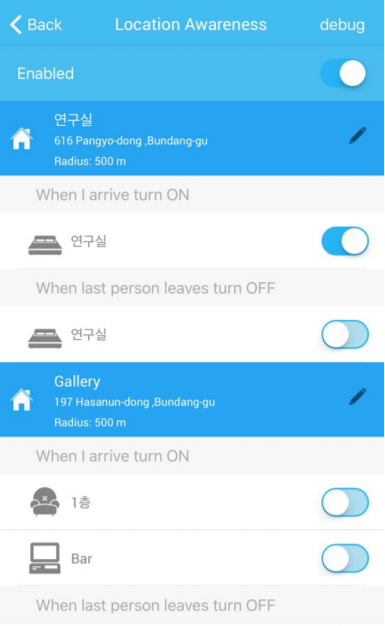 Back Location Awareness debug
Enabled
연구실
616 Pangyo-dong ,Bundang-gu
Radius: 500 m
When I arrive turn ON
연구실
When last person leaves turn OFF
연구실
Gallery
197 Hasanun-dong ,Bundang-gu
Radius: 500 m
When I arrive turn ON
1층
Bar
When last person leaves turn OFF